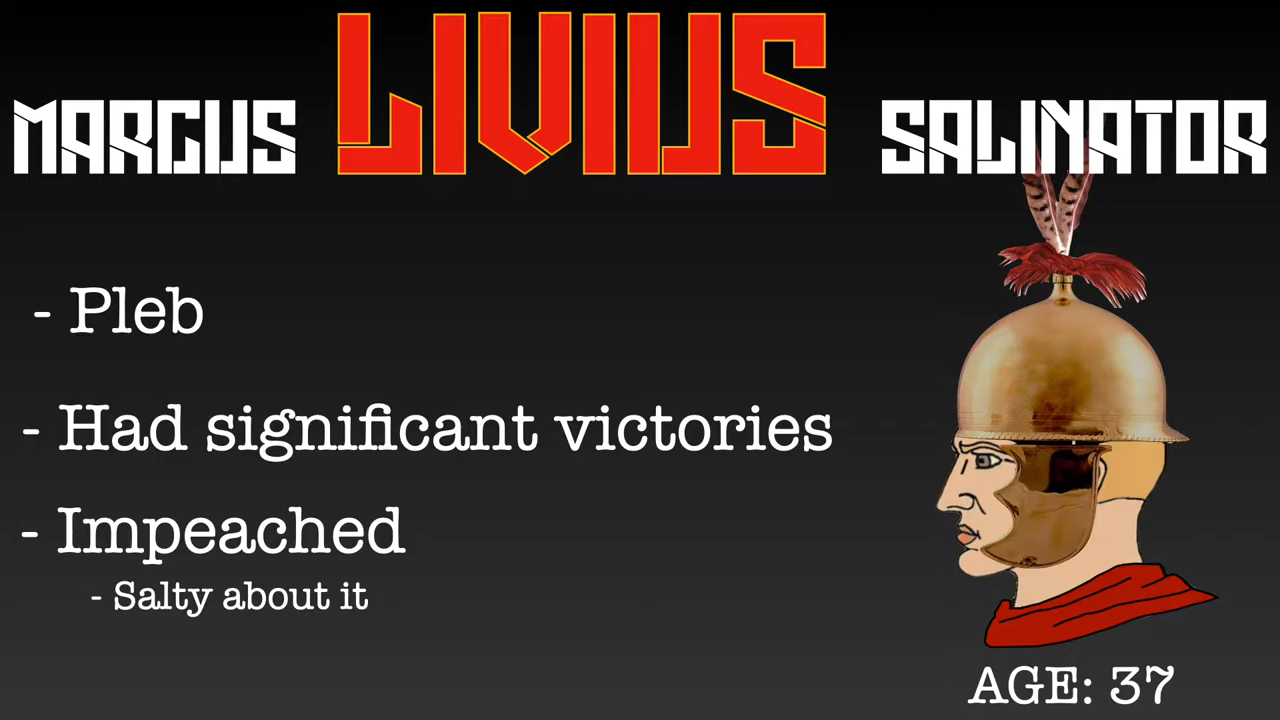 MARCUS LIVIUS SALINATOR
- Pleb
- Had significant victories
- Impeached
- Salty about it
AGE: 37